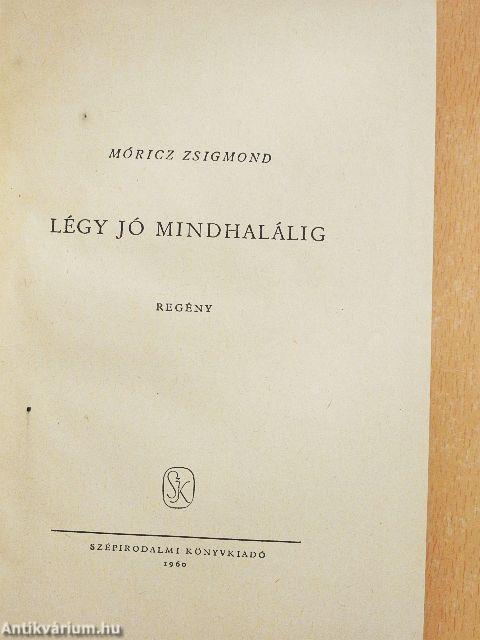 MÓRICZ ZSIGMOND
LÉGY JÓ MINDHALÁLIG
REGÉNY
SZK
SZÉPIRODALMI KÖNYVKIADÓ
1960
Antikvárium.hu